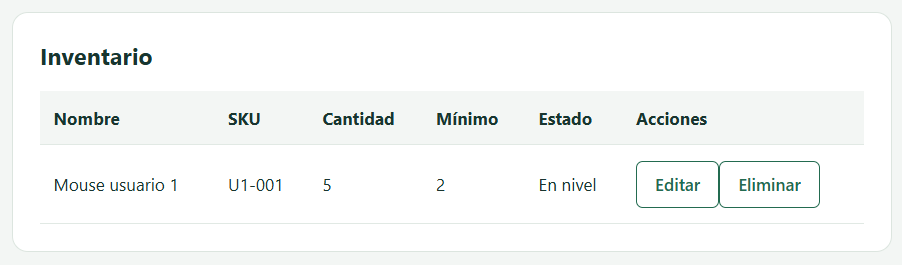 Inventario
Nombre SKU Cantidad Mínimo Estado Acciones
Mouse usuario 1 U1-001 5 2 En nivel Editar Eliminar